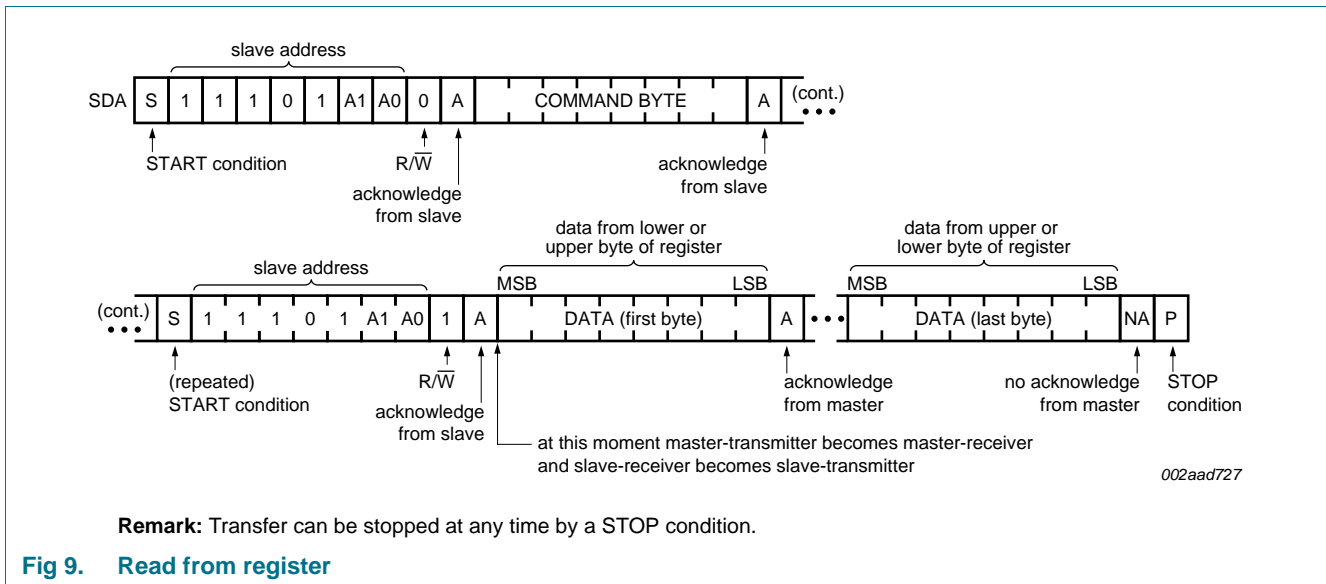 slave address
SDA S 1 1 1 0 1 A1 A0 0 A COMMAND BYTE A (cont.)
START condition R/W̅ acknowledge from slave acknowledge from slave
data from lower or upper byte of register
data from upper or lower byte of register
slave address
MSB LSB MSB LSB
(cont.) S 1 1 1 0 1 A1 A0 1 A DATA (first byte) A DATA (last byte) NA P
(repeated) START condition
R/W̅
acknowledge from slave
acknowledge from master
no acknowledge from master
STOP condition
at this moment master-transmitter becomes master-receiver
and slave-receiver becomes slave-transmitter
002aad727
Remark: Transfer can be stopped at any time by a STOP condition.
Fig 9. Read from register